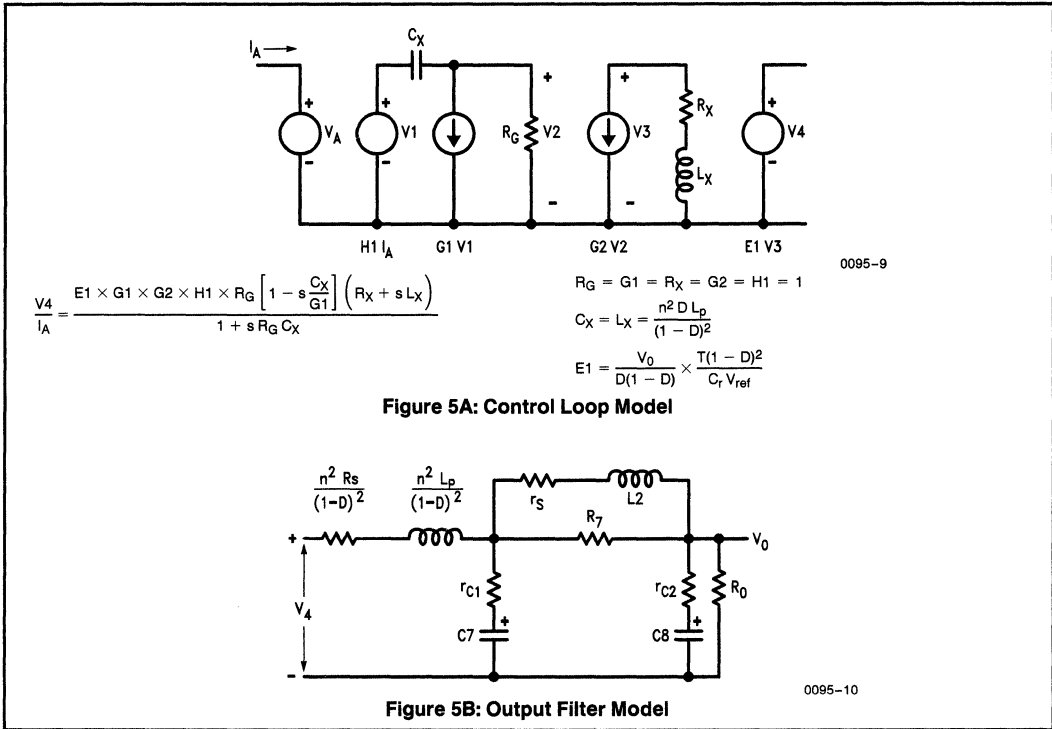 I_A →
C_X
+ + + + +
V_A V1 R_G V2 V3 R_X V4
L_X
- - - - -
H1 I_A G1 V1 G2 V2 E1 V3
0095-9
V4/I_A = E1 × G1 × G2 × H1 × R_G [1 - s C_X/G1] (R_X + s L_X) / 1 + s R_G C_X
R_G = G1 = R_X = G2 = H1 = 1
C_X = L_X = n² D L_p / (1 - D)²
E1 = V_0 / D(1 - D) × T(1 - D)² / C_r V_ref
Figure 5A: Control Loop Model
n² Rs / (1-D)² n² L_p / (1-D)²
r_S L2
R_7
+ V_0
r_C1 r_C2 R_0
V_4
+ +
C7 C8
-
0095-10
Figure 5B: Output Filter Model